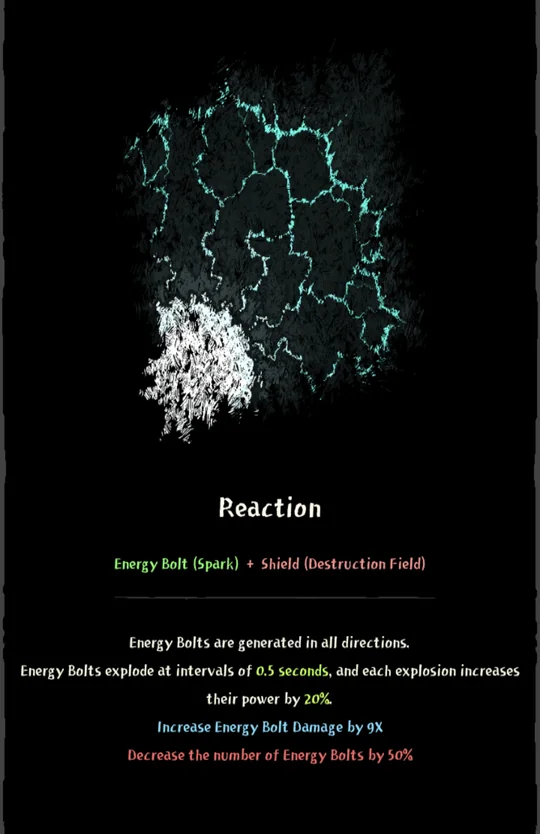 Reaction
Energy Bolt (Spark) + Shield (Destruction Field)
Energy Bolts are generated in all directions.
Energy Bolts explode at intervals of 0.5 seconds, and each explosion increases
their power by 20%.
Increase Energy Bolt Damage by 9X
Decrease the number of Energy Bolts by 50%